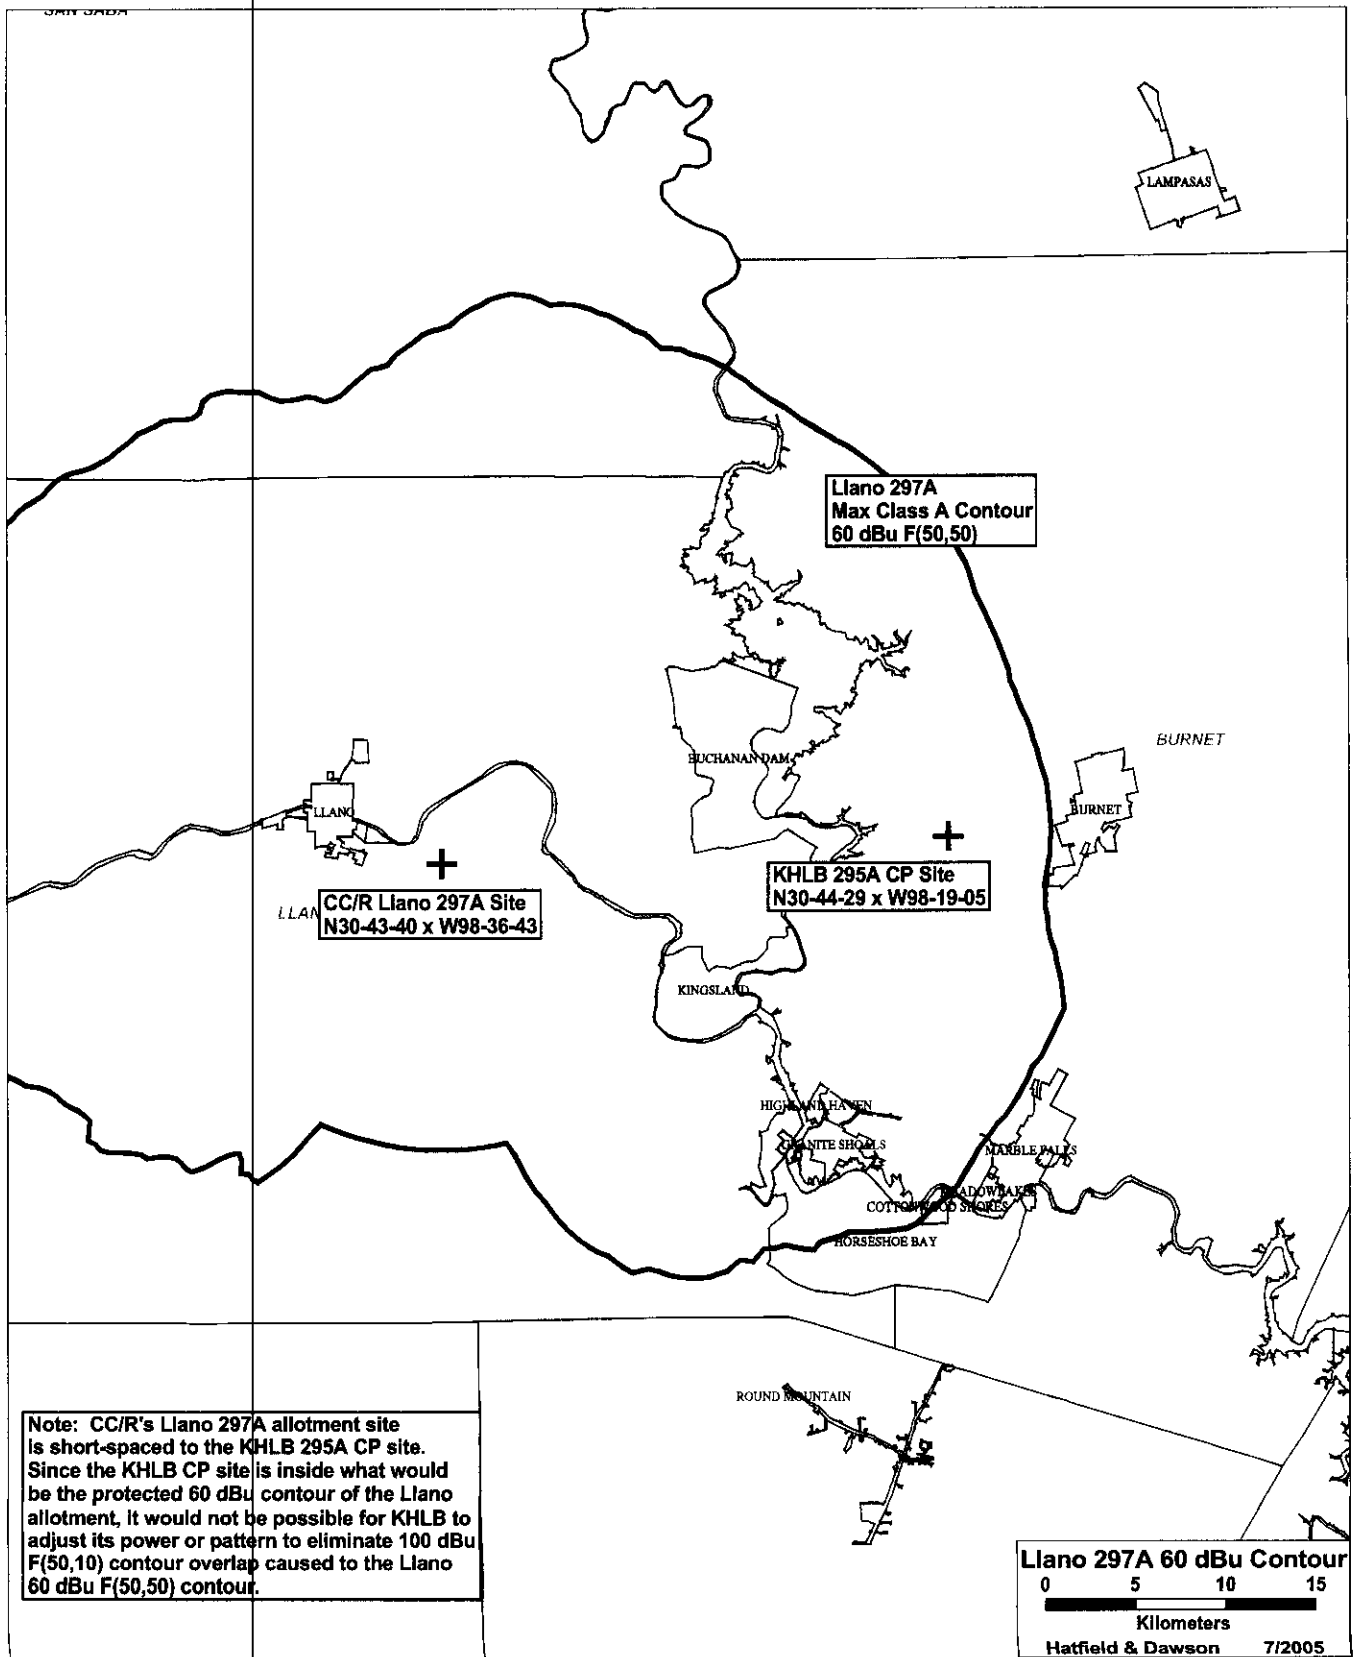 SAN SABA
LAMPASAS
Llano 297A
Max Class A Contour
60 dBu F(50,50)
BURNET
BUCHANAN DAM
BURNET
LLANO
KHLB 295A CP Site
N30-44-29 x W98-19-05
CC/R Llano 297A Site
N30-43-40 x W98-36-43
LLAN
KINGSLAND
HIGHLAND HAVEN
GRANITE SHOALS
MARBLE FALLS
MEADOWLAKES
COTTONWOOD SHORES
HORSESHOE BAY
ROUND MOUNTAIN
Note: CC/R's Llano 297A allotment site
is short-spaced to the KHLB 295A CP site.
Since the KHLB CP site is inside what would
be the protected 60 dBu contour of the Llano
allotment, it would not be possible for KHLB to
adjust its power or pattern to eliminate 100 dBu
F(50,10) contour overlap caused to the Llano
60 dBu F(50,50) contour.
Llano 297A 60 dBu Contour
0 5 10 15
Kilometers
Hatfield & Dawson 7/2005